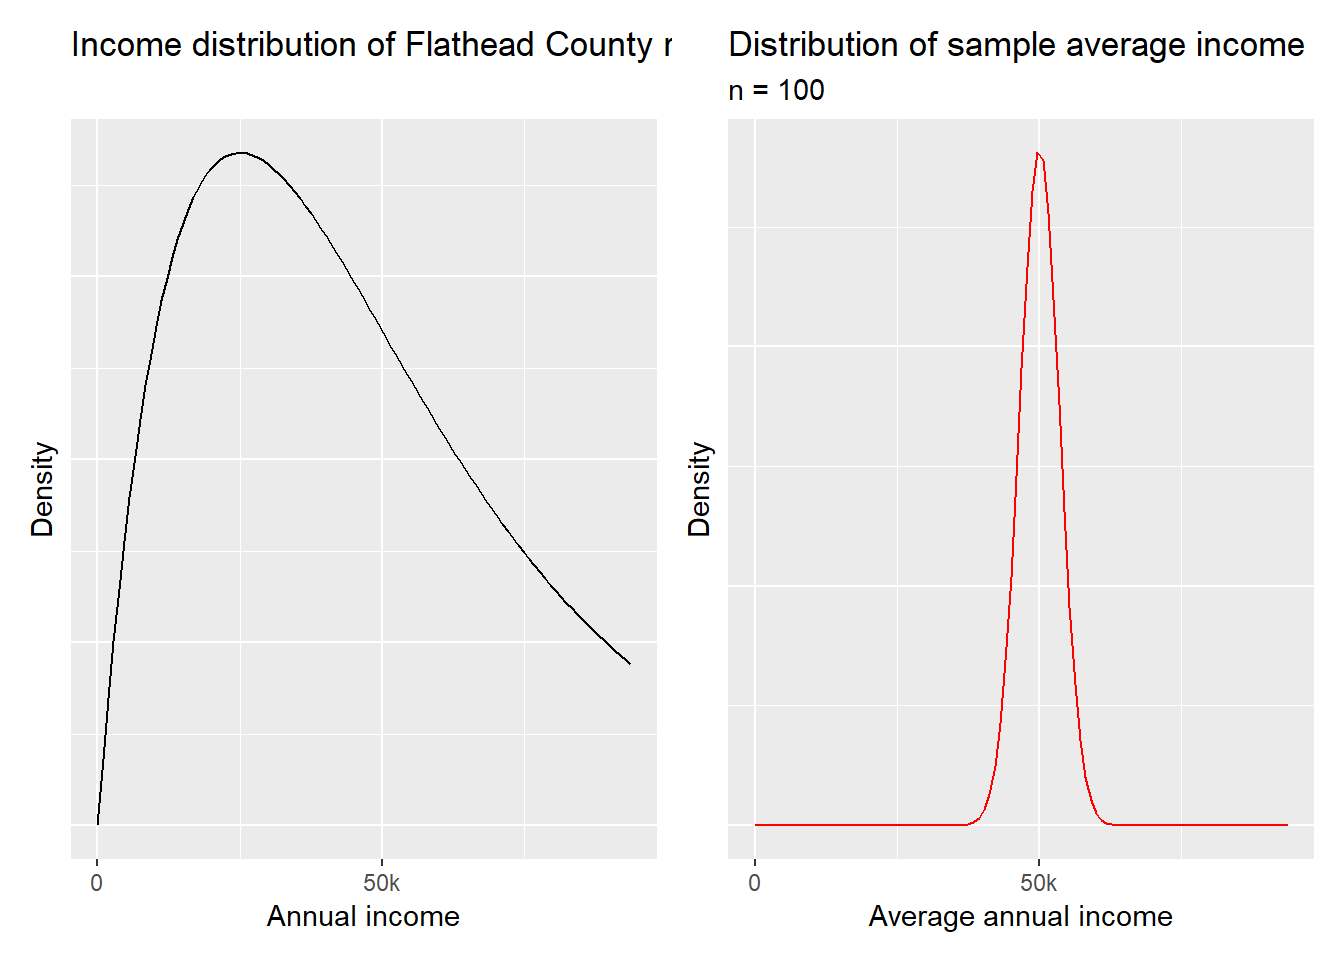 Income distribution of Flathead County
Density
0
50k
Annual income
Distribution of sample average income
n = 100
Density
0
50k
Average annual income